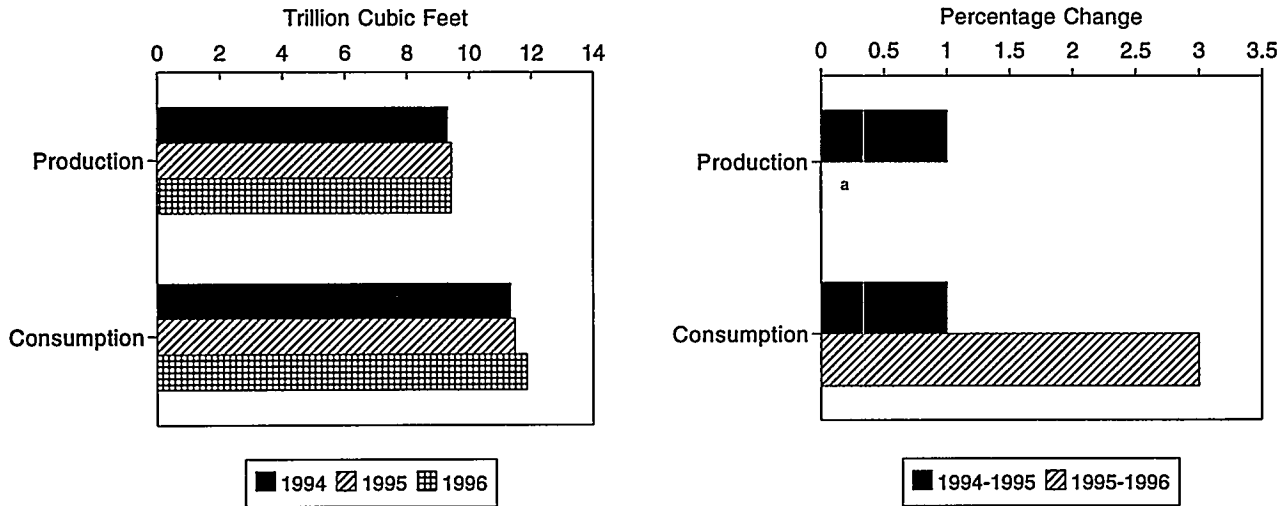 Trillion Cubic Feet
0 2 4 6 8 10 12 14
Production
Consumption
1994 1995 1996
Percentage Change
0 0.5 1 1.5 2 2.5 3 3.5
Production
a
Consumption
1994-1995 1995-1996